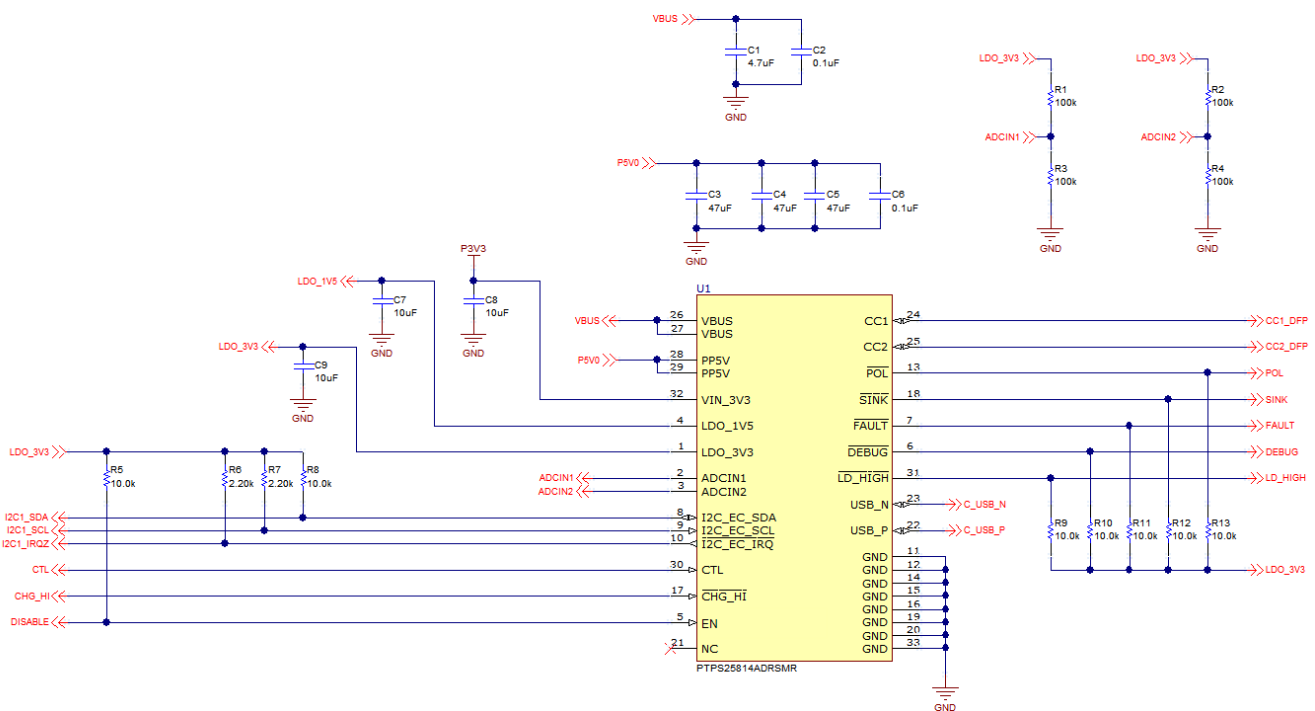 VBUS
C1
4.7uF
C2
0.1uF
GND
LDO_3V3
R1
100k
ADCIN1
R3
100k
GND
LDO_3V3
R2
100k
ADCIN2
R4
100k
GND
P5V0
C3
47uF
C4
47uF
C5
47uF
C6
0.1uF
GND
P3V3
LDO_1V5
C7
10uF
GND
C8
10uF
GND
LDO_3V3
C9
10uF
GND
U1
VBUS
26 VBUS
27 VBUS
P5V0
28 PP5V
29 PP5V
32 VIN_3V3
4 LDO_1V5
1 LDO_3V3
ADCIN1 2 ADCIN1
ADCIN2 3 ADCIN2
LDO_3V3
R5
10.0k
R6
2.20k
R7
2.20k
R8
10.0k
I2C1_SDA 8 I2C_EC_SDA
I2C1_SCL 9 I2C_EC_SCL
I2C1_IRQZ 10 I2C_EC_IRQ
CTL 30 CTL
CHG_HI 17 CHG_HI
DISABLE 5 EN
21 NC
CC1 24 CC1_DFP
CC2 25 CC2_DFP
POL 13 POL
SINK 18 SINK
FAULT 7 FAULT
DEBUG 6 DEBUG
LD_HIGH 31 LD_HIGH
USB_N 23 C_USB_N
USB_P 22 C_USB_P
R9
10.0k
R10
10.0k
R11
10.0k
R12
10.0k
R13
10.0k
LDO_3V3
GND 11
GND 12
GND 14
GND 15
GND 16
GND 19
GND 20
GND 33
PTPS25814ADRSMR
GND